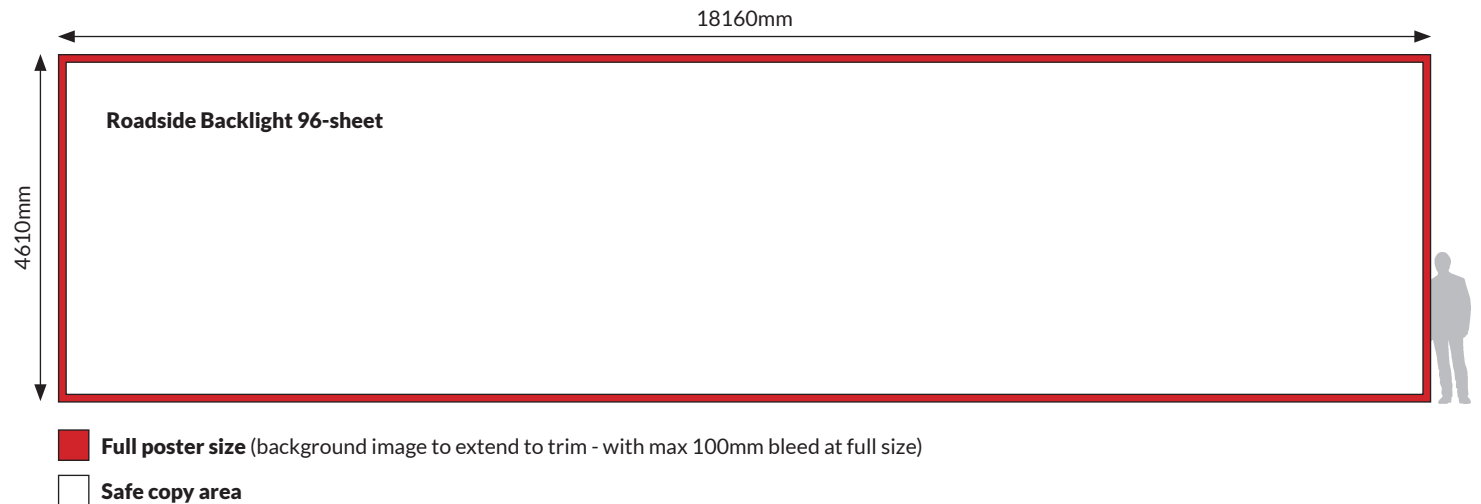 18160mm
Roadside Backlight 96-sheet
4610mm
Full poster size (background image to extend to trim - with max 100mm bleed at full size)
Safe copy area